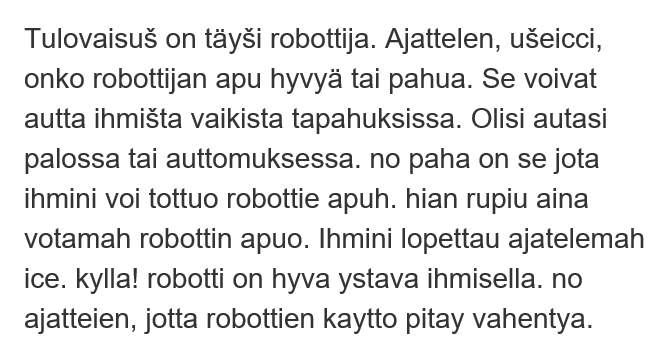 Tulovaisuš on täyši robottija. Ajattelen, ušeicci,
onko robottijan apu hyvyä tai pahua. Se voivat
autta ihmišta vaikista tapahuksissa. Olisi autasi
palossa tai auttomuksessa. no paha on se jota
ihmini voi tottuo robottie apuh. hian rupiu aina
votamah robottin apuo. Ihmini lopettau ajatelemah
ice. kylla! robotti on hyva ystava ihmisella. no
ajatteien, jotta robottien kaytto pitay vahentya.